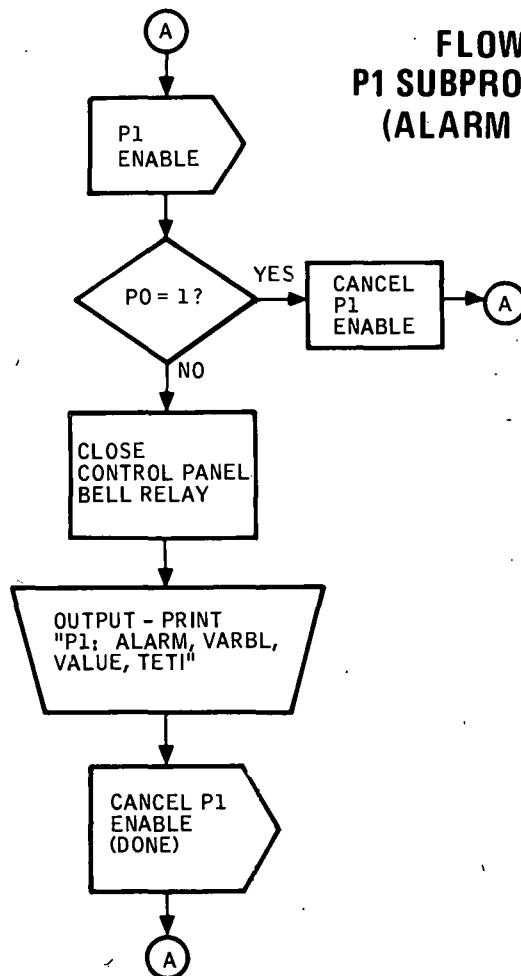 A
FLOW
P1 SUBPRO
(ALARM
P1
ENABLE
P0 = 1?
YES
CANCEL
P1
ENABLE
A
NO
CLOSE
CONTROL PANEL
BELL RELAY
OUTPUT - PRINT
"P1: ALARM, VARBL,
VALUE, TETI"
CANCEL P1
ENABLE
(DONE)
A